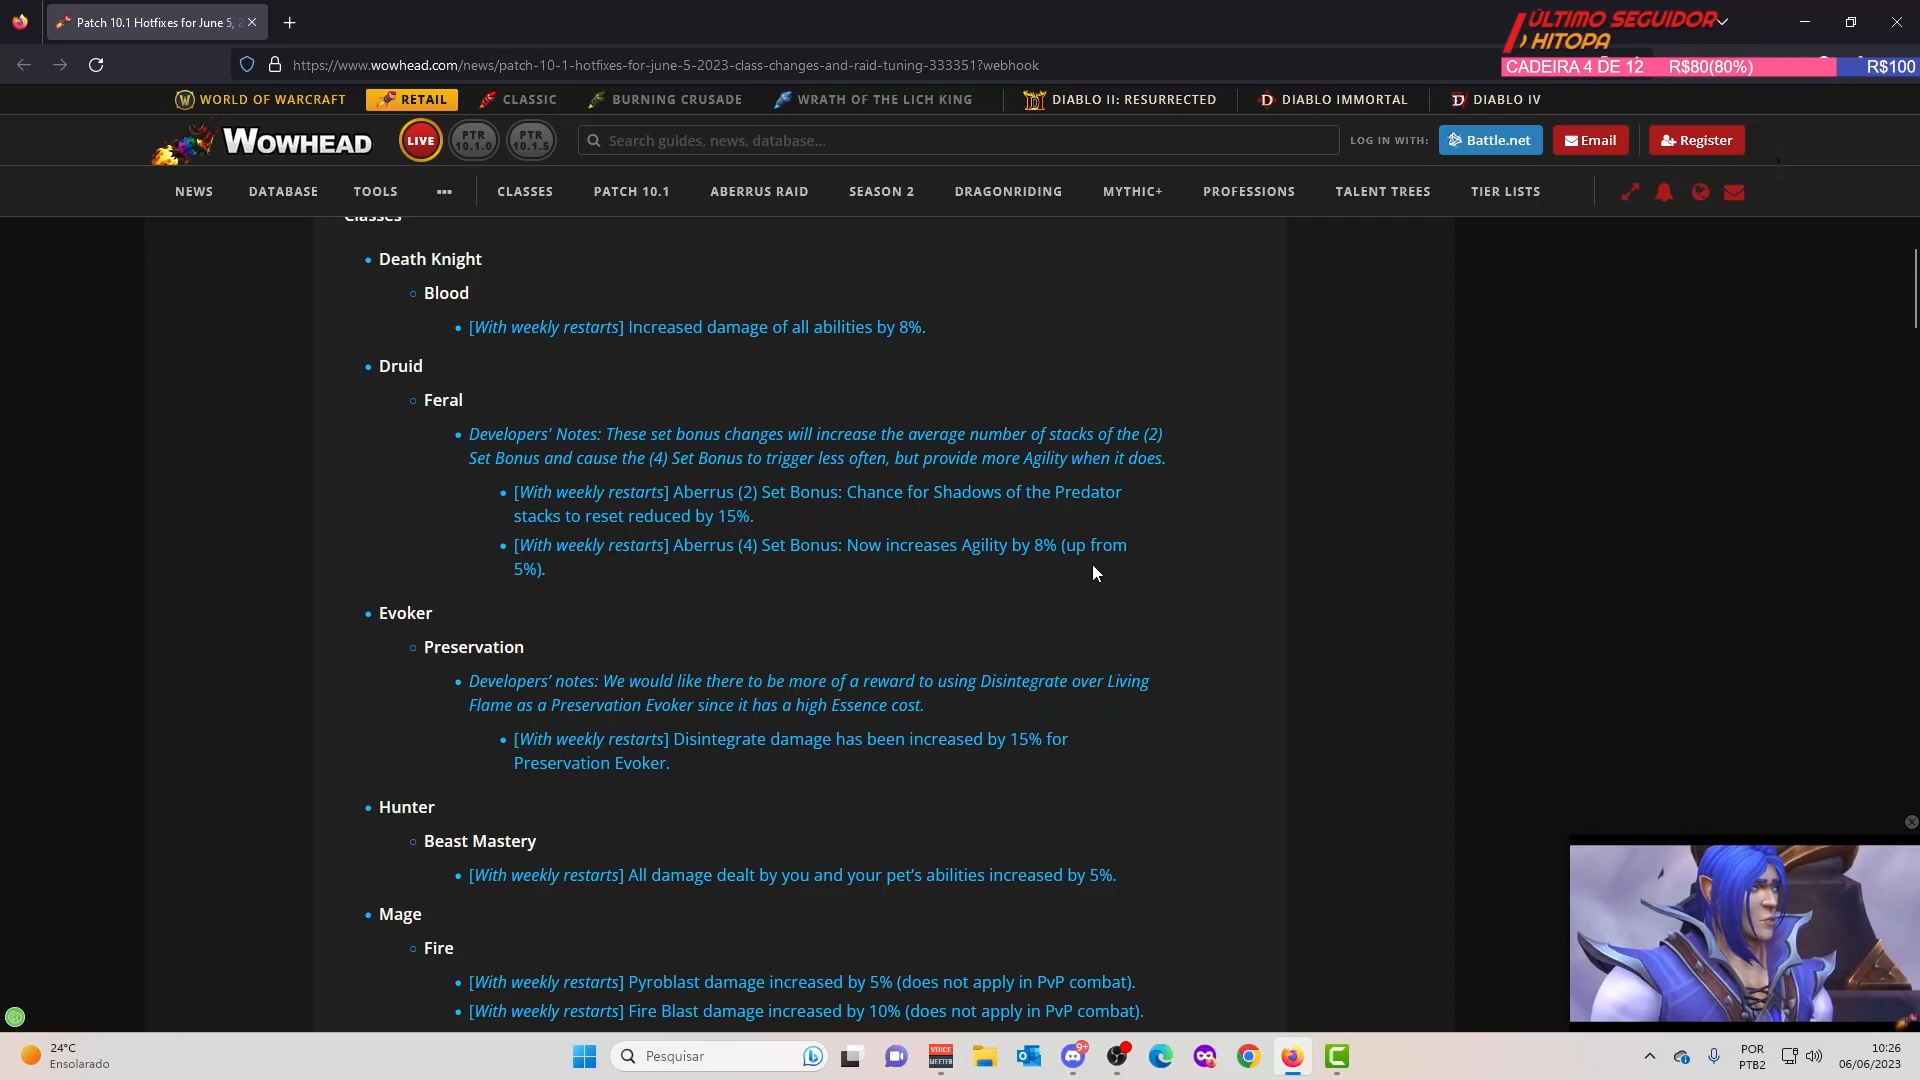 Patch 10.1 Hotfixes for June 5, 2
ÚLTIMO SEGUIDOR
HITOPA
CADEIRA 4 DE 12 R$80(80%) R$100
https://www.wowhead.com/news/patch-10-1-hotfixes-for-june-5-2023-class-changes-and-raid-tuning-333351?webhook
WORLD OF WARCRAFT RETAIL CLASSIC BURNING CRUSADE WRATH OF THE LICH KING DIABLO II: RESURRECTED DIABLO IMMORTAL DIABLO IV
WOWHEAD LIVE PTR 10.1.0 PTR 10.1.5 Search guides, news, database... LOG IN WITH: Battle.net Email Register
NEWS DATABASE TOOLS ••• CLASSES PATCH 10.1 ABERRUS RAID SEASON 2 DRAGONRIDING MYTHIC+ PROFESSIONS TALENT TREES TIER LISTS
Classes
• Death Knight
○ Blood
• [With weekly restarts] Increased damage of all abilities by 8%.
• Druid
○ Feral
• Developers' Notes: These set bonus changes will increase the average number of stacks of the (2)
Set Bonus and cause the (4) Set Bonus to trigger less often, but provide more Agility when it does.
• [With weekly restarts] Aberrus (2) Set Bonus: Chance for Shadows of the Predator
stacks to reset reduced by 15%.
• [With weekly restarts] Aberrus (4) Set Bonus: Now increases Agility by 8% (up from
5%).
• Evoker
○ Preservation
• Developers’ notes: We would like there to be more of a reward to using Disintegrate over Living
Flame as a Preservation Evoker since it has a high Essence cost.
• [With weekly restarts] Disintegrate damage has been increased by 15% for
Preservation Evoker.
• Hunter
○ Beast Mastery
• [With weekly restarts] All damage dealt by you and your pet’s abilities increased by 5%.
• Mage
○ Fire
• [With weekly restarts] Pyroblast damage increased by 5% (does not apply in PvP combat).
• [With weekly restarts] Fire Blast damage increased by 10% (does not apply in PvP combat).
24°C
Ensolarado
Pesquisar
VOICE
MEETER
9+
POR
PTB2
10:26
06/06/2023